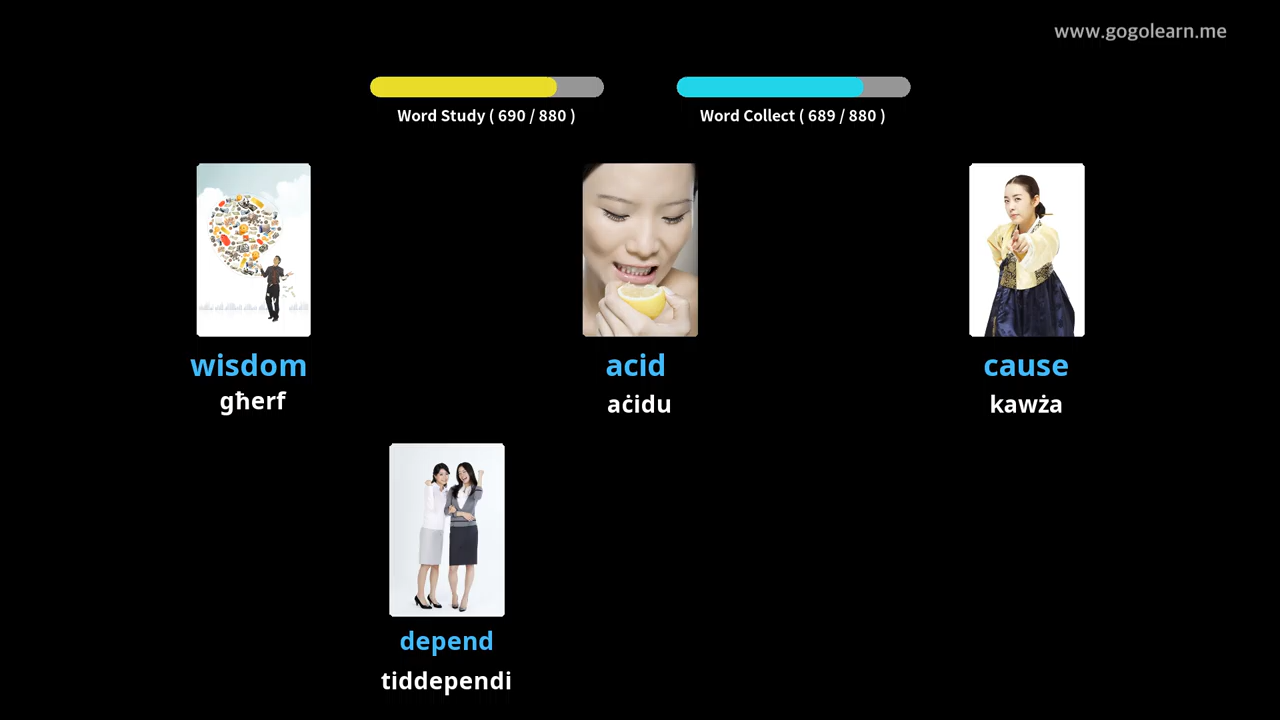 www.gogolearn.me
Word Study ( 690 / 880 )
Word Collect ( 689 / 880 )
wisdom
għerf
acid
aċidu
cause
kawża
depend
tiddependi